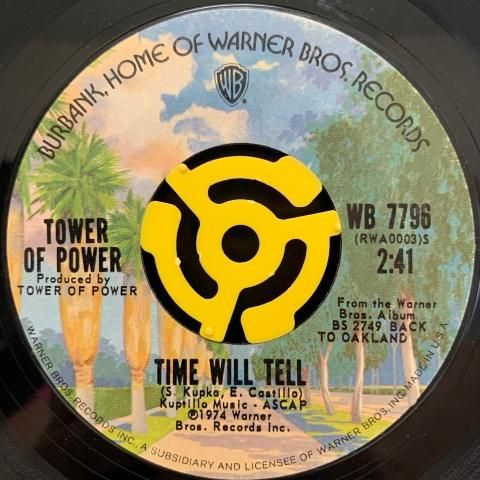 BURBANK, HOME OF WARNER BROS. RECORDS
WB
TOWER
OF POWER
Produced by
TOWER OF POWER
WB 7796
(RWA0003)S
2:41
From the Warner
Bros. Album
BS 2749 BACK
TO OAKLAND
TIME WILL TELL
(S. Kupka, E. Castillo)
Kuptillo Music - ASCAP
℗1974 Warner
Bros. Records Inc.
WARNER BROS. RECORDS INC., A SUBSIDIARY AND LICENSEE OF WARNER BROS. INC. MADE IN U.S.A.